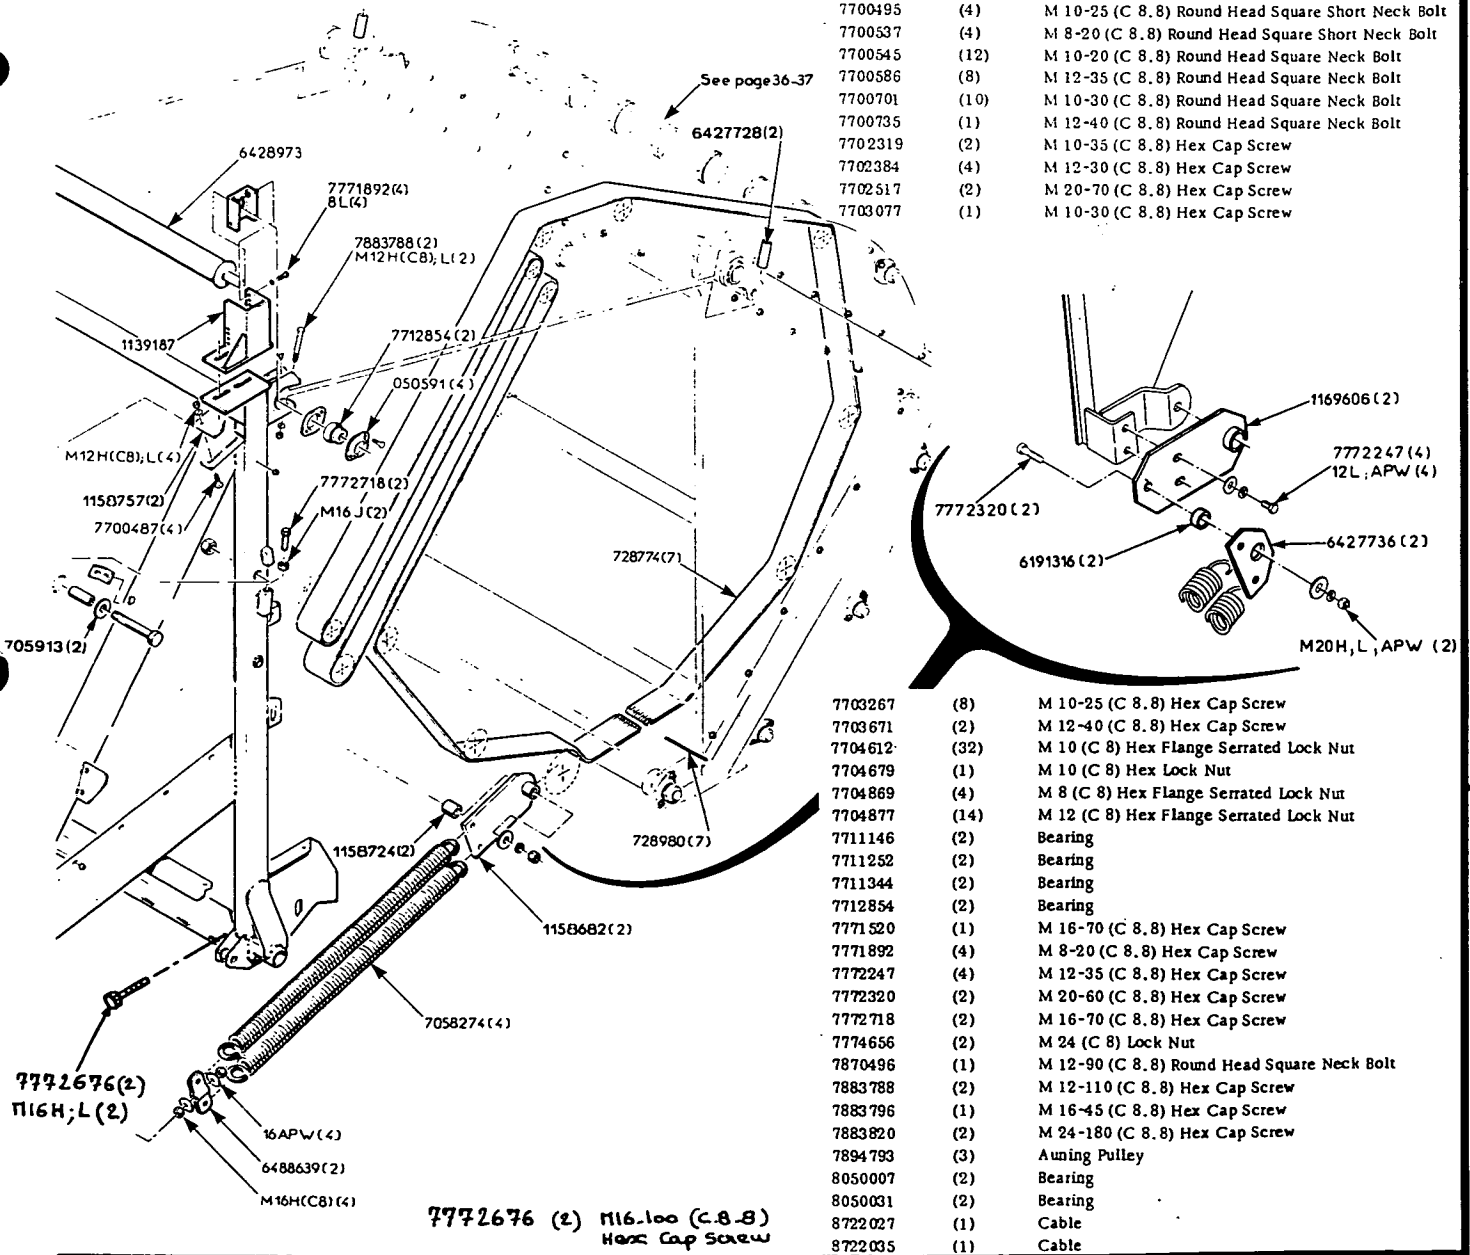 7700495 (4) M 10-25 (C 8.8) Round Head Square Short Neck Bolt
7700537 (4) M 8-20 (C 8.8) Round Head Square Short Neck Bolt
7700545 (12) M 10-20 (C 8.8) Round Head Square Neck Bolt
7700586 (8) M 12-35 (C 8.8) Round Head Square Neck Bolt
7700701 (10) M 10-30 (C 8.8) Round Head Square Neck Bolt
7700735 (1) M 12-40 (C 8.8) Round Head Square Neck Bolt
7702319 (2) M 10-35 (C 8.8) Hex Cap Screw
7702384 (4) M 12-30 (C 8.8) Hex Cap Screw
7702517 (2) M 20-70 (C 8.8) Hex Cap Screw
7703077 (1) M 10-30 (C 8.8) Hex Cap Screw
See page 36-37
6427728(2)
6428973
7771892(4)
8L(4)
7883788(2)
M12H(C8);L(2)
1139187
7712854(2)
050591(4)
M12H(C8);L(4)
1158757(2)
7700487(4)
7772718(2)
M16J(2)
728774(7)
705913(2)
1169606(2)
7772247(4)
12L;APW(4)
7772320(2)
6191316(2)
6427736(2)
M20H,L,APW (2)
728980(7)
1158724(2)
1158682(2)
7058274(4)
7772676(2)
M16H;L(2)
16APW(4)
6488639(2)
M16H(C8)(4)
7772676 (2) M16-100 (C.8-8)
Hex Cap Screw
7703267 (8) M 10-25 (C 8.8) Hex Cap Screw
7703671 (2) M 12-40 (C 8.8) Hex Cap Screw
7704612 (32) M 10 (C 8) Hex Flange Serrated Lock Nut
7704679 (1) M 10 (C 8) Hex Lock Nut
7704869 (4) M 8 (C 8) Hex Flange Serrated Lock Nut
7704877 (14) M 12 (C 8) Hex Flange Serrated Lock Nut
7711146 (2) Bearing
7711252 (2) Bearing
7711344 (2) Bearing
7712854 (2) Bearing
7771520 (1) M 16-70 (C 8.8) Hex Cap Screw
7771892 (4) M 8-20 (C 8.8) Hex Cap Screw
7772247 (4) M 12-35 (C 8.8) Hex Cap Screw
7772320 (2) M 20-60 (C 8.8) Hex Cap Screw
7772718 (2) M 16-70 (C 8.8) Hex Cap Screw
7774656 (2) M 24 (C 8) Lock Nut
7870496 (1) M 12-90 (C 8.8) Round Head Square Neck Bolt
7883788 (2) M 12-110 (C 8.8) Hex Cap Screw
7883796 (1) M 16-45 (C 8.8) Hex Cap Screw
7883820 (2) M 24-180 (C 8.8) Hex Cap Screw
7894793 (3) Auning Pulley
8050007 (2) Bearing
8050031 (2) Bearing
8722027 (1) Cable
8722035 (1) Cable